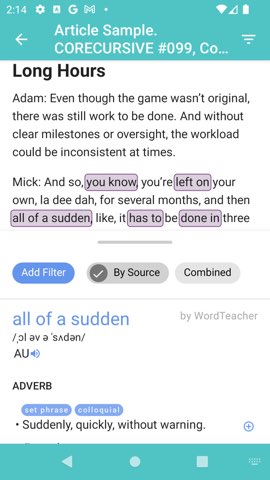 2:14
Article Sample.
CORECURSIVE #099, Co...
Long Hours
Adam: Even though the game wasn't original,
there was still work to be done. And without
clear milestones or oversight, the workload
could be inconsistent at times.
Mick: And so, you know, you're left on your
own, la dee dah, for several months, and then
all of a sudden, like, it has to be done in three
Add Filter
By Source
Combined
all of a sudden
by WordTeacher
/ˌɔl əv ə ˈsʌdən/
AU
ADVERB
set phrase colloquial
• Suddenly, quickly, without warning.